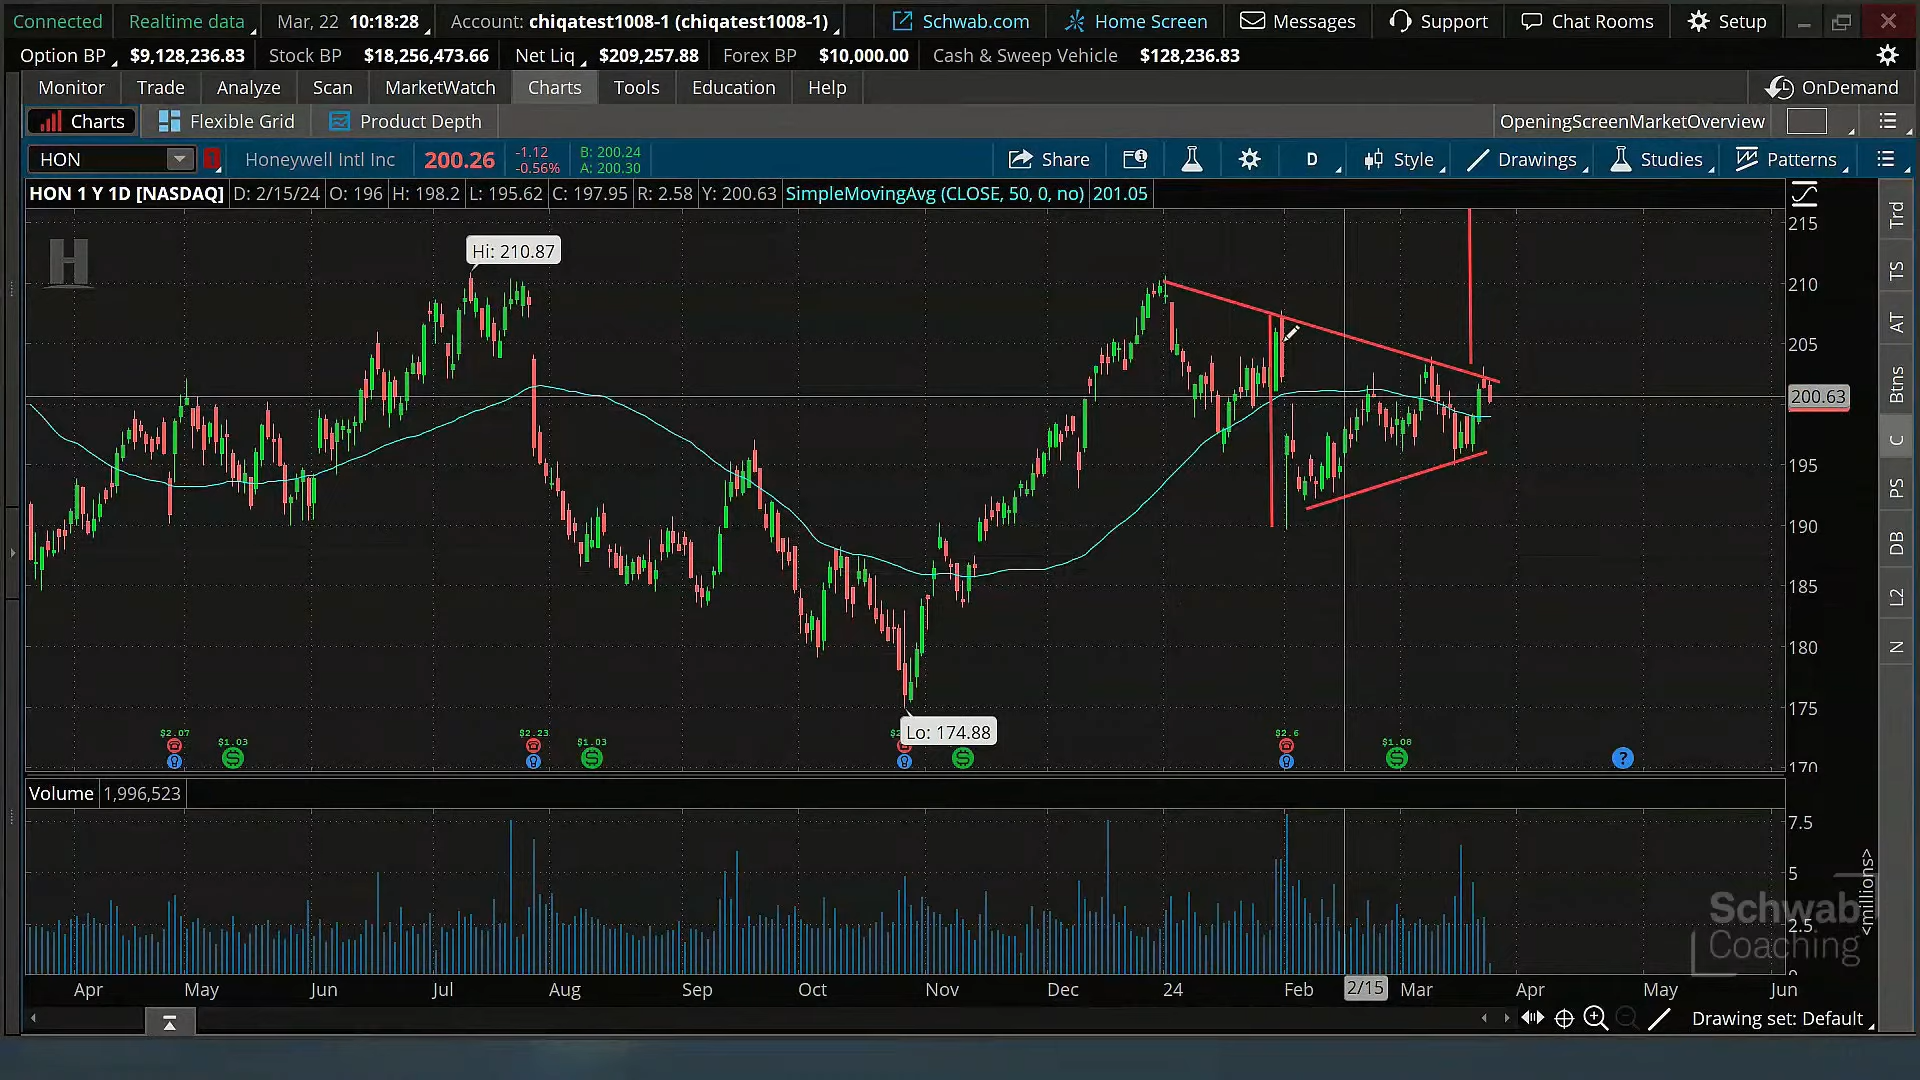 Connected Realtime data Mar, 22 10:18:28 Account: chiqatest1008-1 (chiqatest1008-1) Schwab.com Home Screen Messages Support Chat Rooms Setup
Option BP $9,128,236.83 Stock BP $18,256,473.66 Net Liq $209,257.88 Forex BP $10,000.00 Cash & Sweep Vehicle $128,236.83
Monitor Trade Analyze Scan MarketWatch Charts Tools Education Help OnDemand
Charts Flexible Grid Product Depth OpeningScreenMarketOverview
HON Honeywell Intl Inc 200.26 -1.12 B: 200.24
-0.56% A: 200.30
Share D Style Drawings Studies Patterns
HON 1 Y 1D [NASDAQ] D: 2/15/24 O: 196 H: 198.2 L: 195.62 C: 197.95 R: 2.58 Y: 200.63 SimpleMovingAvg (CLOSE, 50, 0, no) 201.05
H
Hi: 210.87
215
210
205
200.63
195
190
185
180
175
170
Lo: 174.88
$2.07 $1.03 $2.23 $1.03 $2.6 $1.08
?
Trd
TS
AT
Btns
C
PS
DB
L2
N
Volume 1,996,523
7.5
5
2.5
<millions>
Schwab
Coaching
Apr May Jun Jul Aug Sep Oct Nov Dec 24 Feb 2/15 Mar Apr May Jun
Drawing set: Default